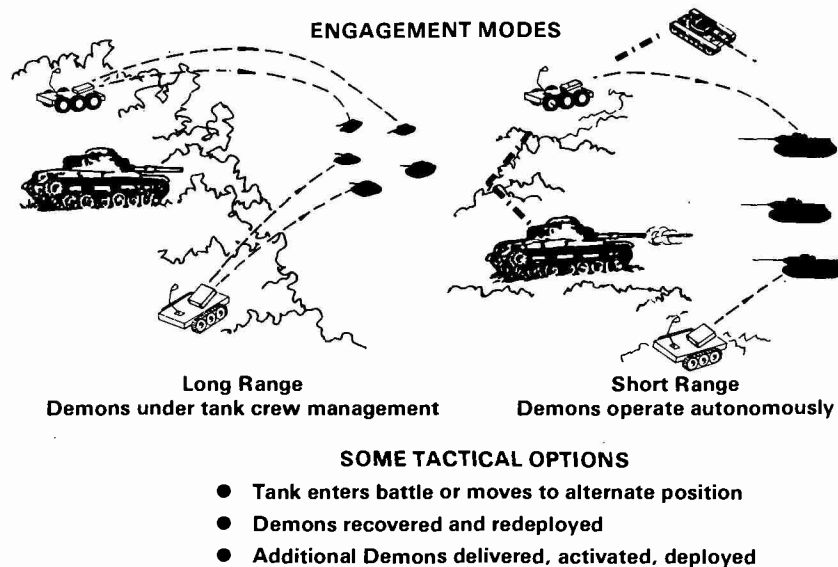 ENGAGEMENT MODES
Long Range
Demons under tank crew management
Short Range
Demons operate autonomously
SOME TACTICAL OPTIONS
● Tank enters battle or moves to alternate position
● Demons recovered and redeployed
● Additional Demons delivered, activated, deployed